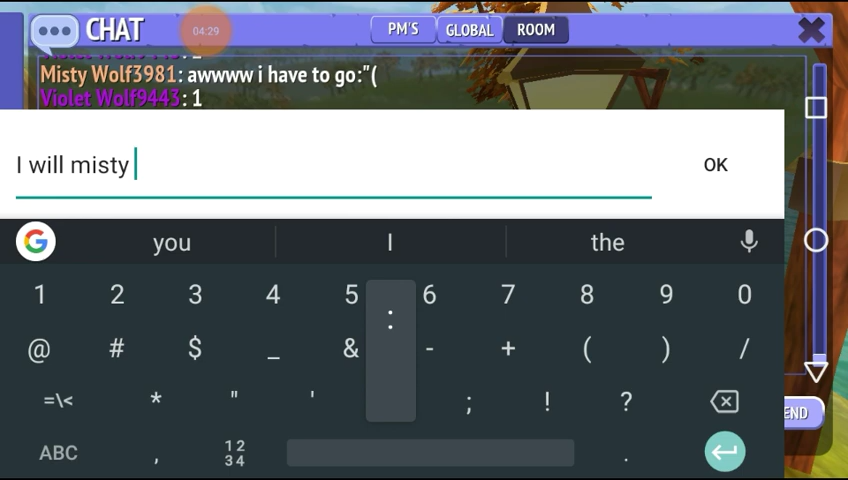 CHAT
04:29
PM'S
GLOBAL
ROOM
Misty Wolf3981: awwww i have to go:"(
Violet Wolf9443: 1
I will misty
OK
G
you
I
the
1 2 3 4 5 6 7 8 9 0
@ # $ _ & - + ( ) /
:
=\< * " ' ; ! ?
ABC , 12 34 .
END